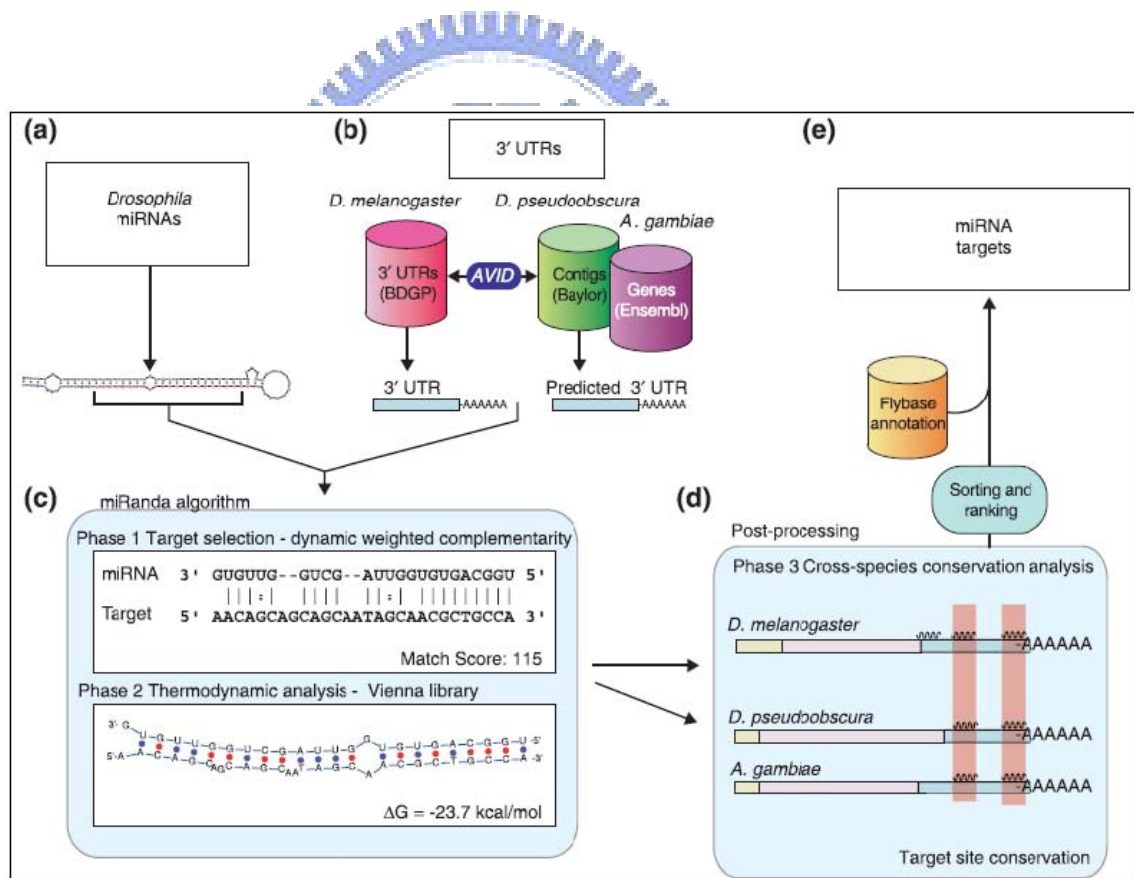 (a)
Drosophila
miRNAs
(b)
3' UTRs
D. melanogaster
D. pseudoobscura
A. gambiae
3' UTRs
(BDGP)
AVID
Contigs
(Baylor)
Genes
(Ensembl)
3' UTR
-AAAAAA
Predicted 3' UTR
-AAAAAA
(c)
miRanda algorithm
Phase 1 Target selection - dynamic weighted complementarity
miRNA 3' GUGUUG--GUCG--AUUGGUGUGACGGU 5'
Target 5' AACAGCAGCAGCAATAGCAACGCTGCCA 3'
Match Score: 115
Phase 2 Thermodynamic analysis - Vienna library
3'- G U G U U G G U C G A U U G G U G U G A C G G U -5'
5'- A A C A G C A G C A G C A A T A G C A A C G C T G C C A -3'
ΔG = -23.7 kcal/mol
(d)
Post-processing
Phase 3 Cross-species conservation analysis
D. melanogaster
-AAAAAA
D. pseudoobscura
-AAAAAA
A. gambiae
-AAAAAA
Target site conservation
(e)
miRNA
targets
Flybase
annotation
Sorting and
ranking